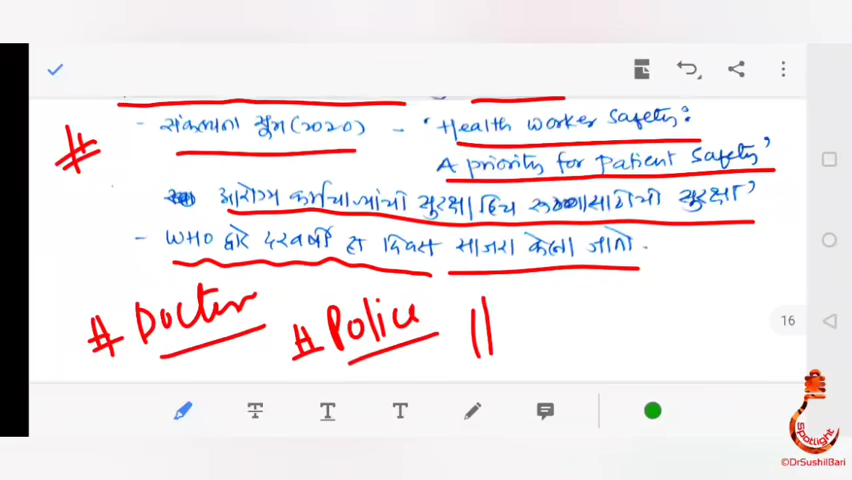 # - संकल्पना सूत्र (2020) - 'Health worker safety:
A priority for patient safety'
आरोग्य कर्मचाऱ्यांची सुरक्षा हिच रुग्णासाठीची सुरक्षा'
- WHO द्वारे दरवर्षी हा दिवस साजरा केला जातो.
# Doctor # Police ||
16
Spotlight
©DrSushilBari